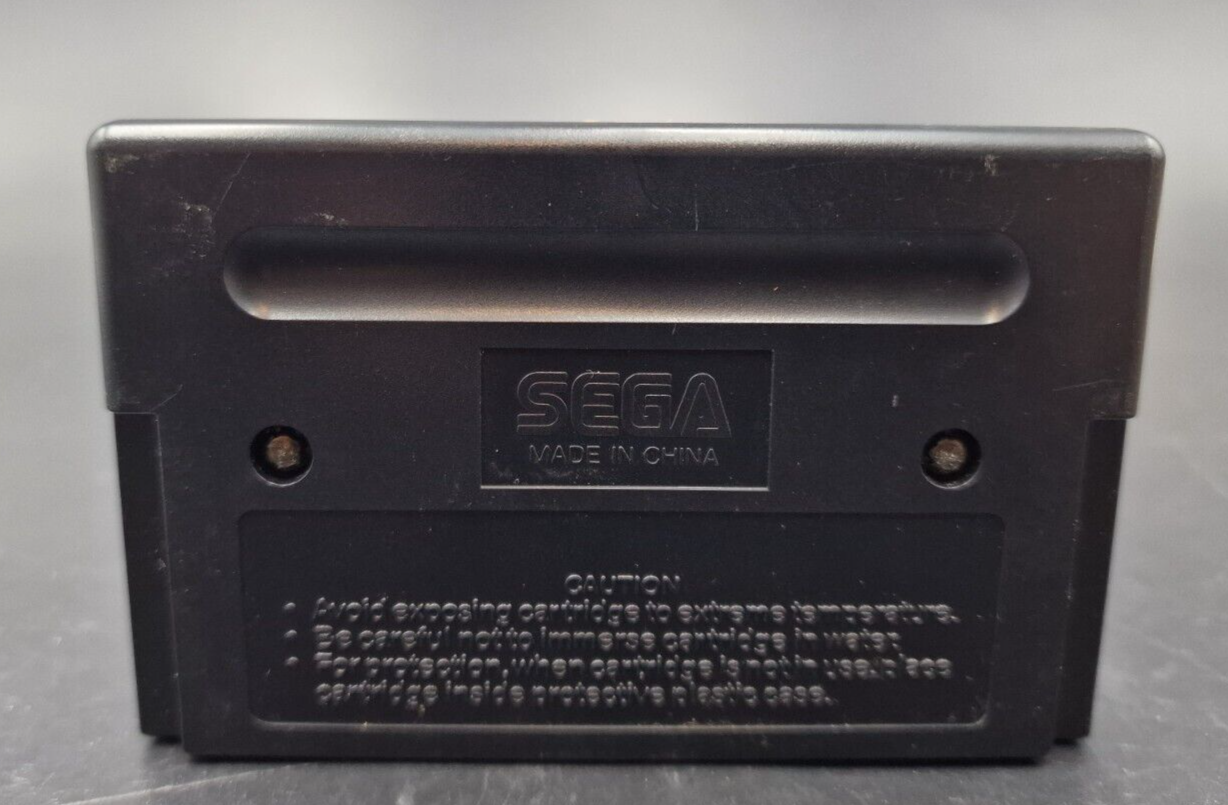 SEGA
MADE IN CHINA
CAUTION
• Avoid exposing cartridge to extreme temperature.
• Be careful not to immerse cartridge in water.
• For protection, when cartridge is not in use, place
cartridge inside protective plastic case.